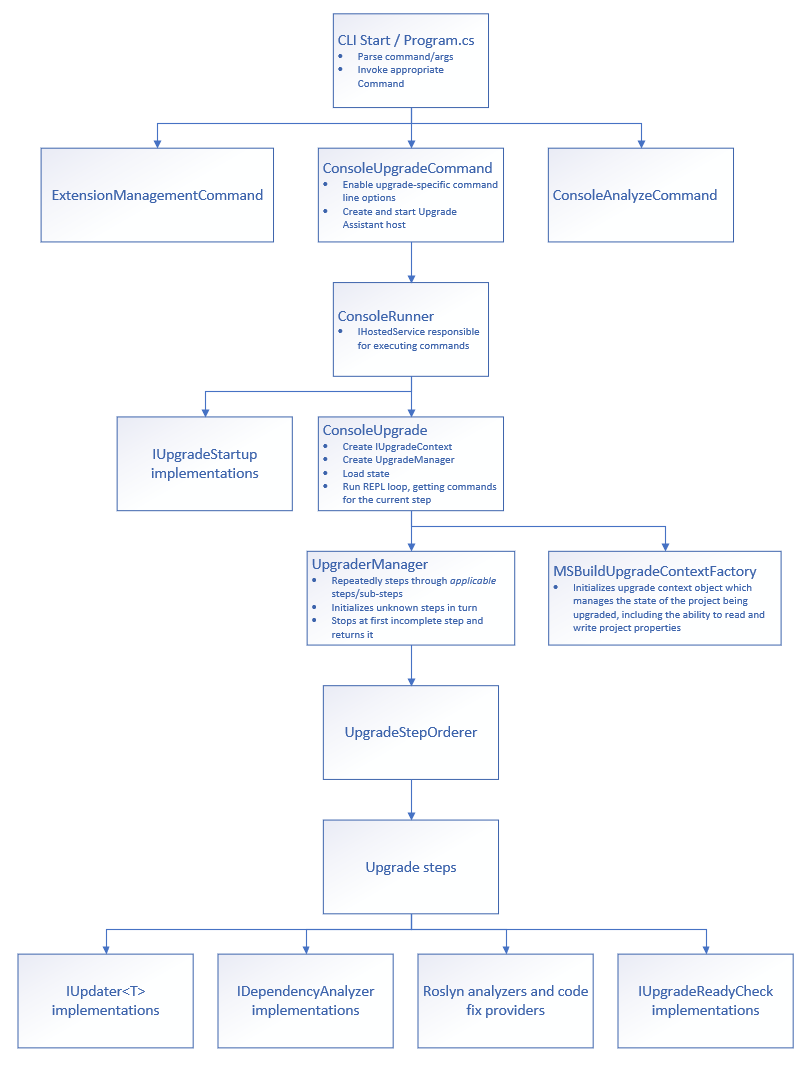 CLI Start / Program.cs
• Parse command/args
• Invoke appropriate
Command
ExtensionManagementCommand
ConsoleUpgradeCommand
• Enable upgrade-specific command
line options
• Create and start Upgrade
Assistant host
ConsoleAnalyzeCommand
ConsoleRunner
• IHostedService responsible
for executing commands
IUpgradeStartup
implementations
ConsoleUpgrade
• Create IUpgradeContext
• Create UpgradeManager
• Load state
• Run REPL loop, getting commands
for the current step
UpgraderManager
• Repeatedly steps through applicable
steps/sub-steps
• Initializes unknown steps in turn
• Stops at first incomplete step and
returns it
MSBuildUpgradeContextFactory
• Initializes upgrade context object which
manages the state of the project being
upgraded, including the ability to read and
write project properties
UpgradeStepOrderer
Upgrade steps
IUpdater<T>
implementations
IDependencyAnalyzer
implementations
Roslyn analyzers and code
fix providers
IUpgradeReadyCheck
implementations